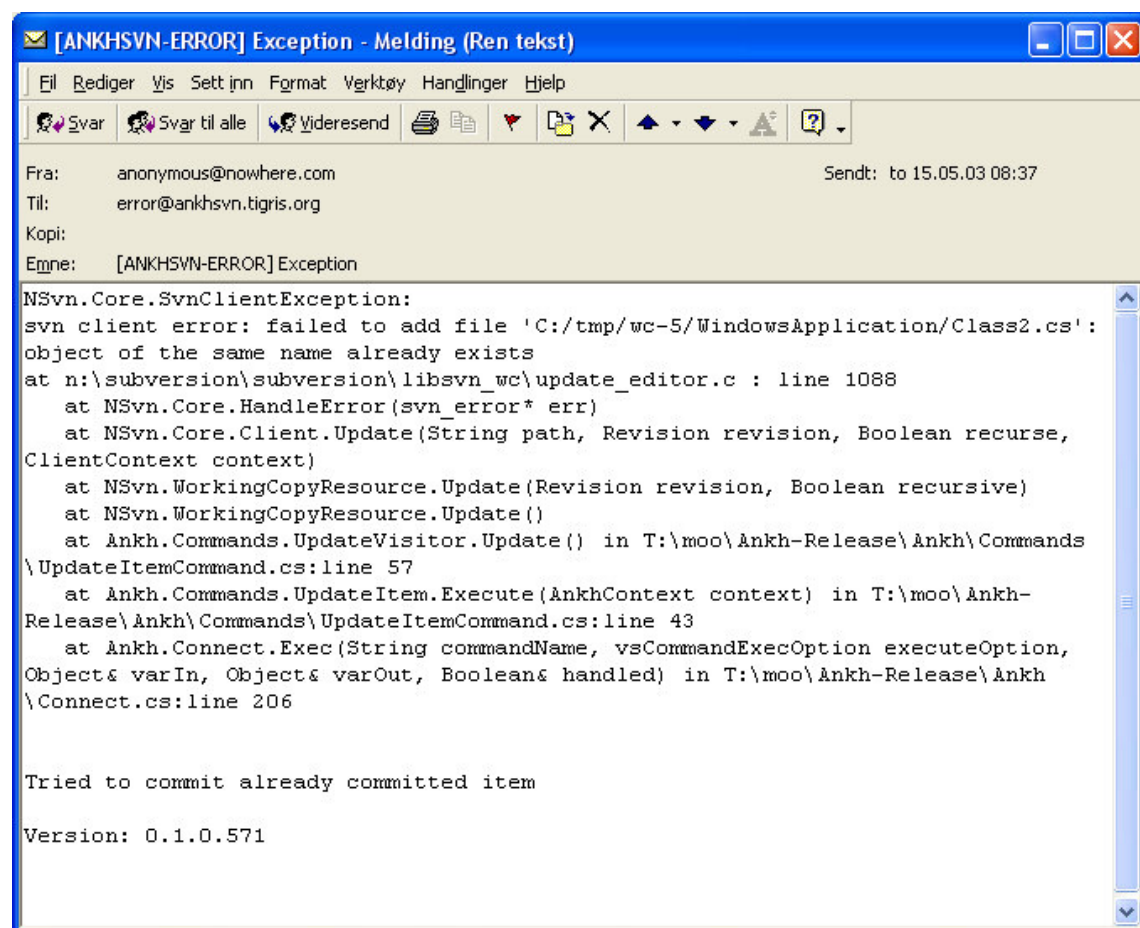 [ANKHSVN-ERROR] Exception - Melding (Ren tekst)
Fil Rediger Vis Sett inn Format Verktøy Handlinger Hjelp
Svar Svar til alle Videresend
Fra: anonymous@nowhere.com Sendt: to 15.05.03 08:37
Til: error@ankhsvn.tigris.org
Kopi:
Emne: [ANKHSVN-ERROR] Exception
NSvn.Core.SvnClientException:
svn client error: failed to add file 'C:/tmp/wc-5/WindowsApplication/Class2.cs':
object of the same name already exists
at n:\subversion\subversion\libsvn_wc\update_editor.c : line 1088
   at NSvn.Core.HandleError(svn_error* err)
   at NSvn.Core.Client.Update(String path, Revision revision, Boolean recurse,
ClientContext context)
   at NSvn.WorkingCopyResource.Update(Revision revision, Boolean recursive)
   at NSvn.WorkingCopyResource.Update()
   at Ankh.Commands.UpdateVisitor.Update() in T:\moo\Ankh-Release\Ankh\Commands
\UpdateItemCommand.cs:line 57
   at Ankh.Commands.UpdateItem.Execute(AnkhContext context) in T:\moo\Ankh-
Release\Ankh\Commands\UpdateItemCommand.cs:line 43
   at Ankh.Connect.Exec(String commandName, vsCommandExecOption executeOption,
Object& varIn, Object& varOut, Boolean& handled) in T:\moo\Ankh-Release\Ankh
\Connect.cs:line 206
Tried to commit already committed item
Version: 0.1.0.571